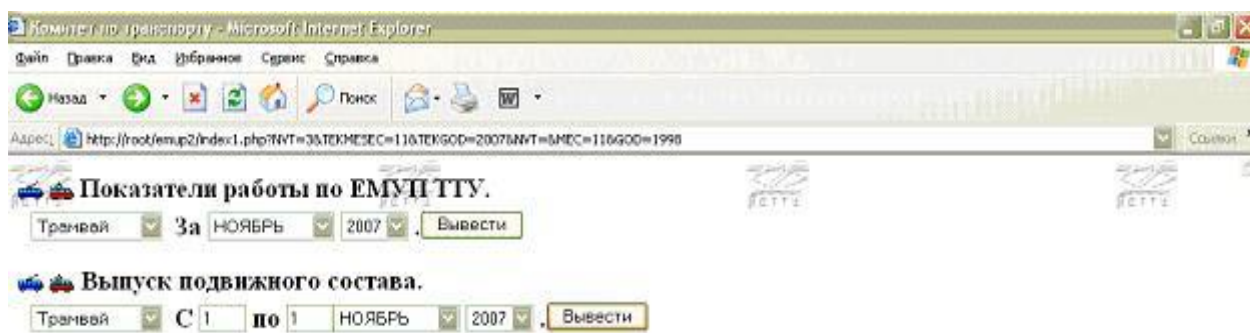 Комитет по транспорту - Microsoft Internet Explorer
Файл Правка Вид Избранное Сервис Справка
Назад Поиск
Адрес: http://root/emup2/index1.php?NVT=3&TEKMESEC=11&TEKGOD=2007&NVT=&MEC=11&GOD=1998 Ссылки
Показатели работы по ЕМУП ТТУ.
Трамвай За НОЯБРЬ 2007 . Вывести
Выпуск подвижного состава.
Трамвай С 1 по 1 НОЯБРЬ 2007 . Вывести